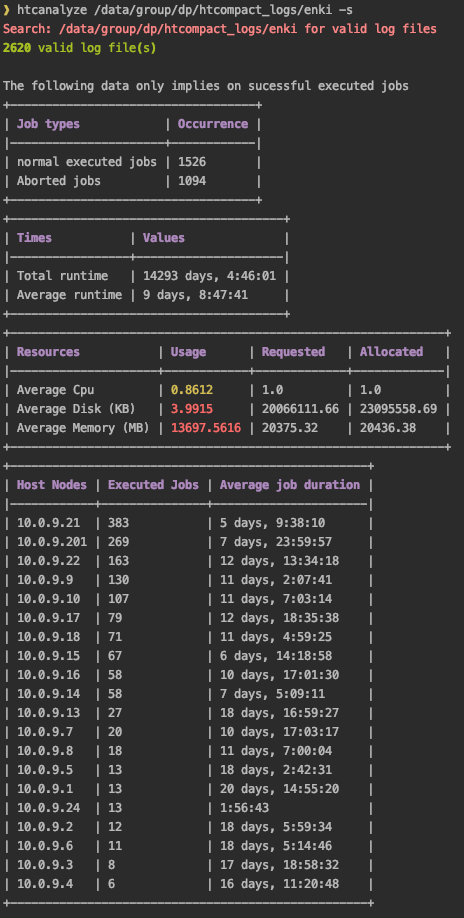 ❯ htcanalyze /data/group/dp/htcompact_logs/enki -s
Search: /data/group/dp/htcompact_logs/enki for valid log files
2620 valid log file(s)
The following data only implies on sucessful executed jobs
| Job types | Occurrence |
| normal executed jobs | 1526 |
| Aborted jobs | 1094 |
| Times | Values |
| Total runtime | 14293 days, 4:46:01 |
| Average runtime | 9 days, 8:47:41 |
| Resources | Usage | Requested | Allocated |
| Average Cpu | 0.8612 | 1.0 | 1.0 |
| Average Disk (KB) | 3.9915 | 20066111.66 | 23095558.69 |
| Average Memory (MB) | 13697.5616 | 20375.32 | 20436.38 |
| Host Nodes | Executed Jobs | Average job duration |
| 10.0.9.21 | 383 | 5 days, 9:38:10 |
| 10.0.9.201 | 269 | 7 days, 23:59:57 |
| 10.0.9.22 | 163 | 12 days, 13:34:18 |
| 10.0.9.9 | 130 | 11 days, 2:07:41 |
| 10.0.9.10 | 107 | 11 days, 7:03:14 |
| 10.0.9.17 | 79 | 12 days, 18:35:38 |
| 10.0.9.18 | 71 | 11 days, 4:59:25 |
| 10.0.9.15 | 67 | 6 days, 14:18:58 |
| 10.0.9.16 | 58 | 10 days, 17:01:30 |
| 10.0.9.14 | 58 | 7 days, 5:09:11 |
| 10.0.9.13 | 27 | 18 days, 16:59:27 |
| 10.0.9.7 | 20 | 10 days, 17:03:17 |
| 10.0.9.8 | 18 | 11 days, 7:00:04 |
| 10.0.9.5 | 13 | 18 days, 2:42:31 |
| 10.0.9.1 | 13 | 20 days, 14:55:20 |
| 10.0.9.24 | 13 | 1:56:43 |
| 10.0.9.2 | 12 | 18 days, 5:59:34 |
| 10.0.9.6 | 11 | 18 days, 5:14:46 |
| 10.0.9.3 | 8 | 17 days, 18:58:32 |
| 10.0.9.4 | 6 | 16 days, 11:20:48 |